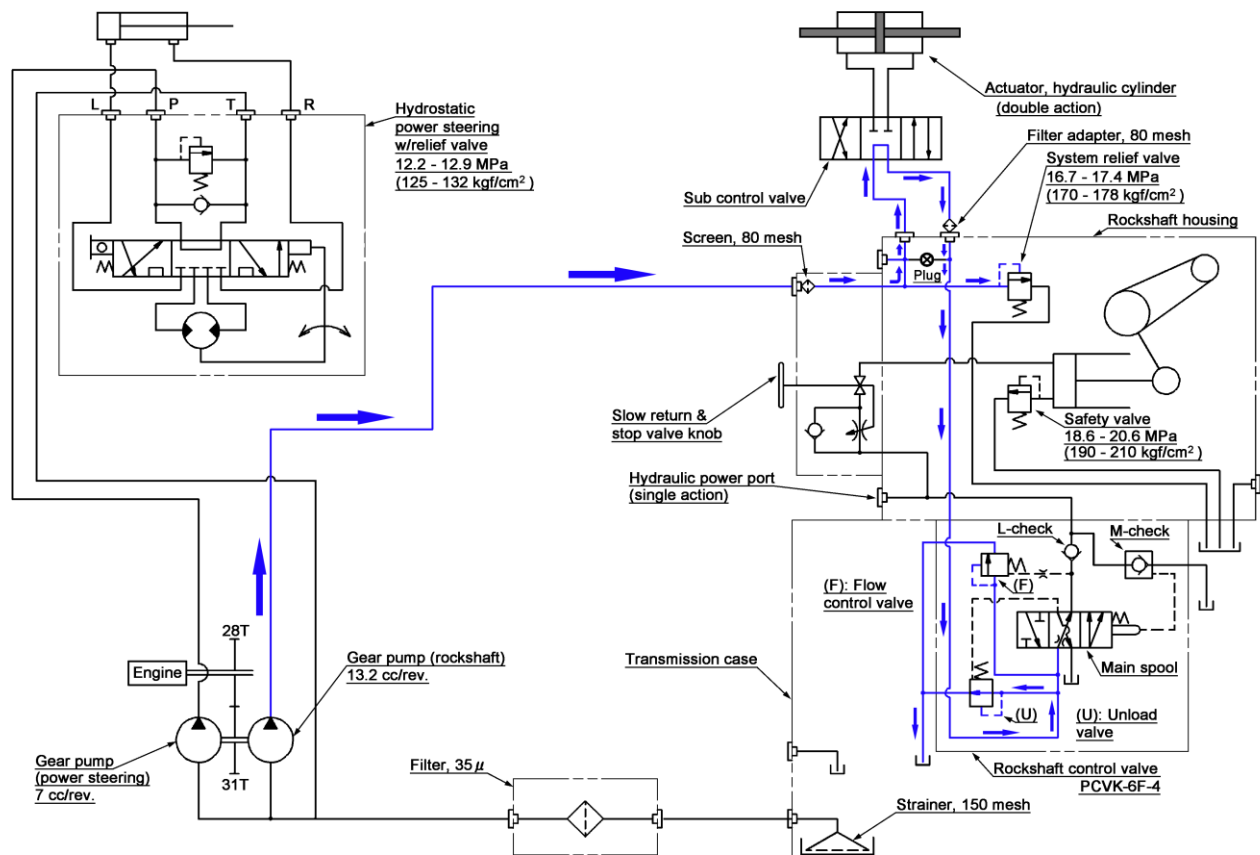 L
P
T
R
Hydrostatic
power steering
w/relief valve
12.2 - 12.9 MPa
(125 - 132 kgf/cm²)
Actuator, hydraulic cylinder
(double action)
Filter adapter, 80 mesh
System relief valve
16.7 - 17.4 MPa
(170 - 178 kgf/cm²)
Sub control valve
Rockshaft housing
Screen, 80 mesh
Plug
Slow return &
stop valve knob
Safety valve
18.6 - 20.6 MPa
(190 - 210 kgf/cm²)
Hydraulic power port
(single action)
L-check
M-check
(F)
(F): Flow
control valve
Main spool
Transmission case
(U)
(U): Unload
valve
Rockshaft control valve
PCVK-6F-4
28T
Engine
Gear pump (rockshaft)
13.2 cc/rev.
Gear pump
(power steering)
7 cc/rev.
31T
Filter, 35μ
Strainer, 150 mesh